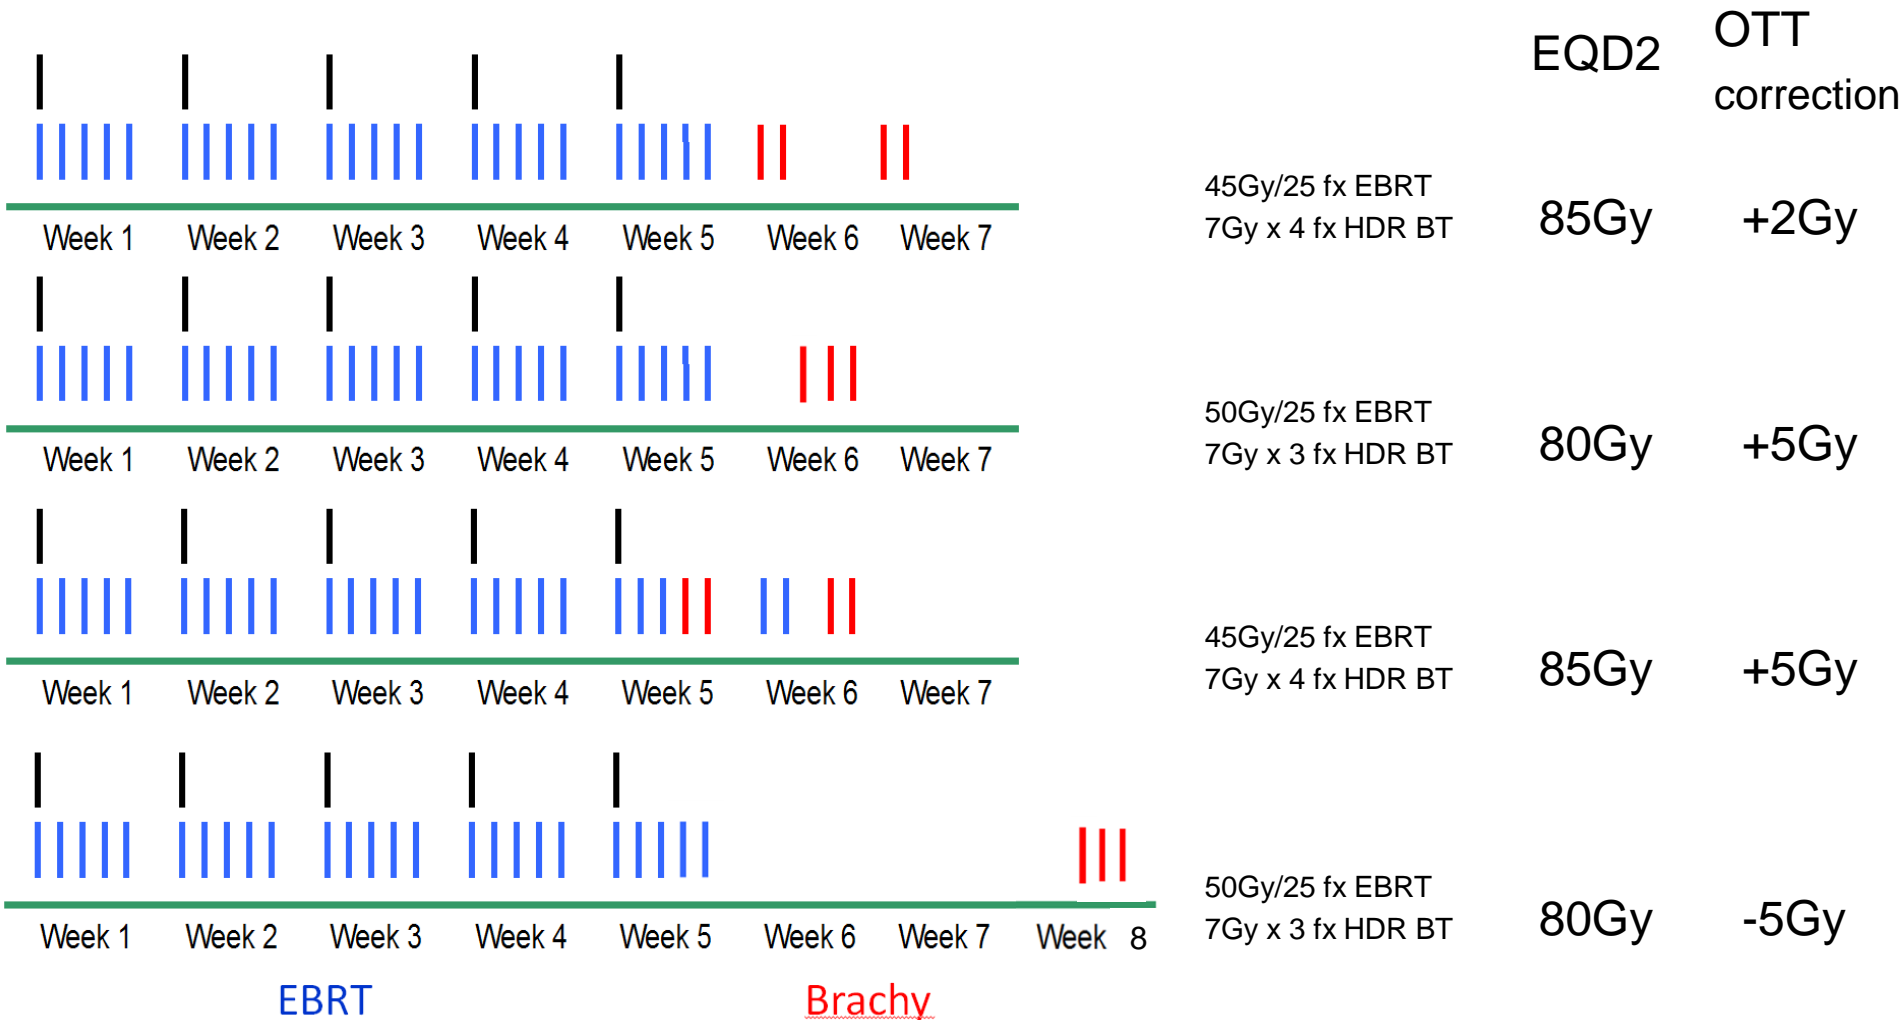 EQD2
OTT
correction
45Gy/25 fx EBRT
7Gy x 4 fx HDR BT
85Gy
+2Gy
Week 1 Week 2 Week 3 Week 4 Week 5 Week 6 Week 7
50Gy/25 fx EBRT
7Gy x 3 fx HDR BT
80Gy
+5Gy
Week 1 Week 2 Week 3 Week 4 Week 5 Week 6 Week 7
45Gy/25 fx EBRT
7Gy x 4 fx HDR BT
85Gy
+5Gy
Week 1 Week 2 Week 3 Week 4 Week 5 Week 6 Week 7
50Gy/25 fx EBRT
7Gy x 3 fx HDR BT
80Gy
-5Gy
Week 1 Week 2 Week 3 Week 4 Week 5 Week 6 Week 7 Week 8
EBRT
Brachy